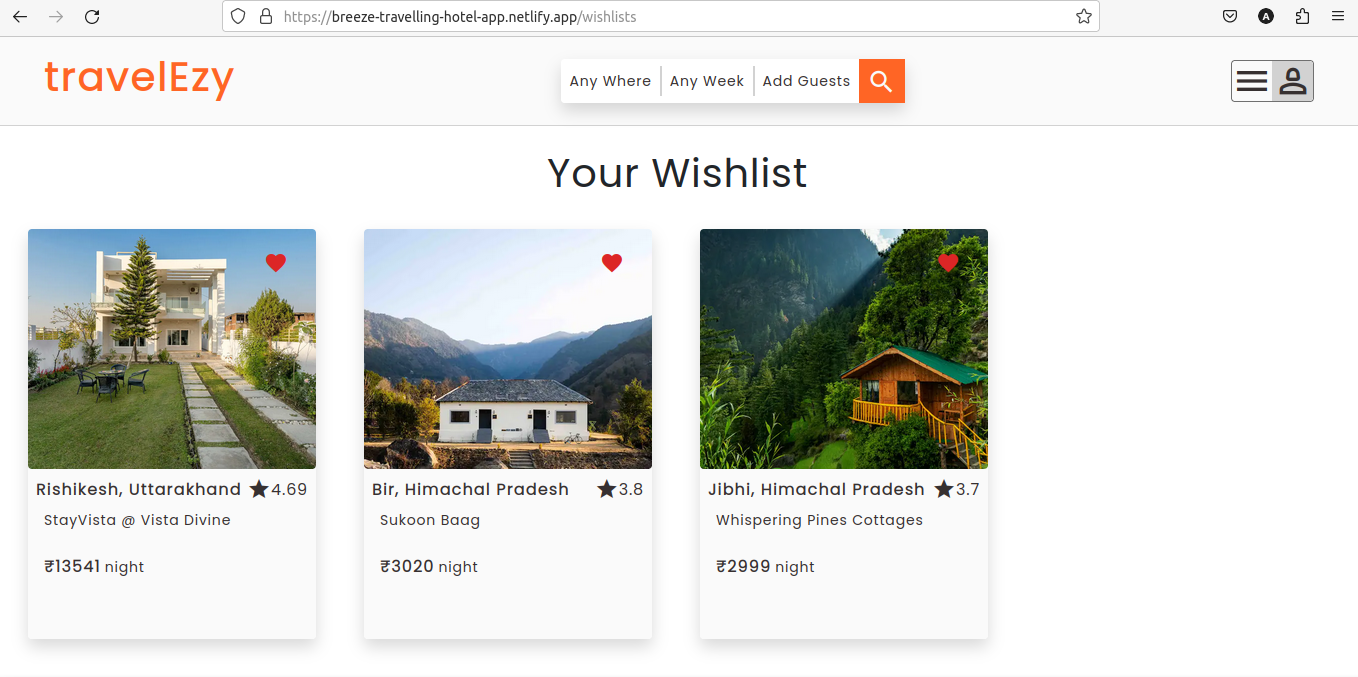 https://breeze-travelling-hotel-app.netlify.app/wishlists
A
travelEzy
Any Where Any Week Add Guests
Your Wishlist
Rishikesh, Uttarakhand 4.69
StayVista @ Vista Divine
₹13541 night
Bir, Himachal Pradesh 3.8
Sukoon Baag
₹3020 night
Jibhi, Himachal Pradesh 3.7
Whispering Pines Cottages
₹2999 night